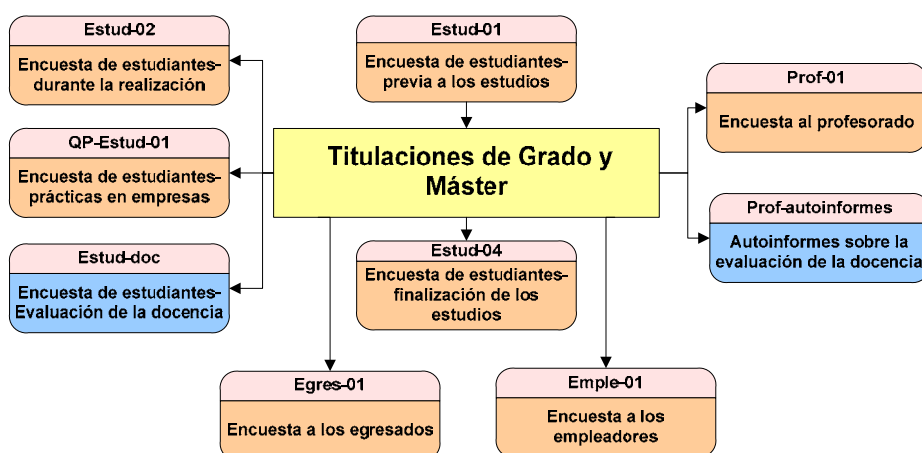 Estud-02
Encuesta de estudiantes-
durante la realización
Estud-01
Encuesta de estudiantes-
previa a los estudios
Prof-01
Encuesta al profesorado
QP-Estud-01
Encuesta de estudiantes-
prácticas en empresas
Titulaciones de Grado y
Máster
Prof-autoinformes
Autoinformes sobre la
evaluación de la docencia
Estud-doc
Encuesta de estudiantes-
Evaluación de la docencia
Estud-04
Encuesta de estudiantes-
finalización de los
estudios
Egres-01
Encuesta a los egresados
Emple-01
Encuesta a los
empleadores